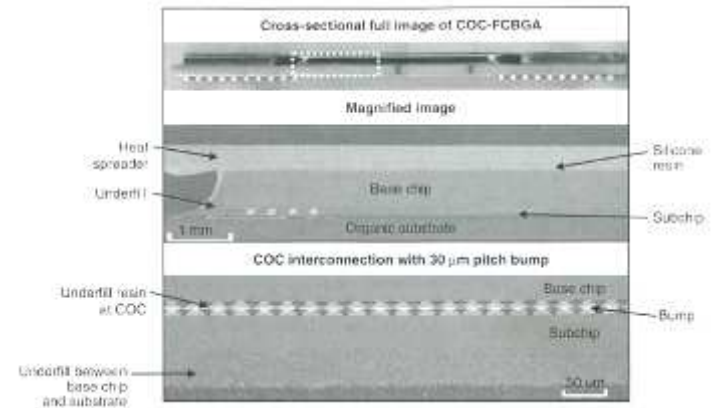 Cross-sectional full image of COC-FCBGA
Magnified image
Heat
spreader
Silicone
resin
Base chip
Underfill
Subchip
1 mm
Organic substrate
COC interconnection with 30 μm pitch bump
Underfill resin
at COC
Base chip
Bump
Subchip
Underfill between
base chip
and substrate
50 μm